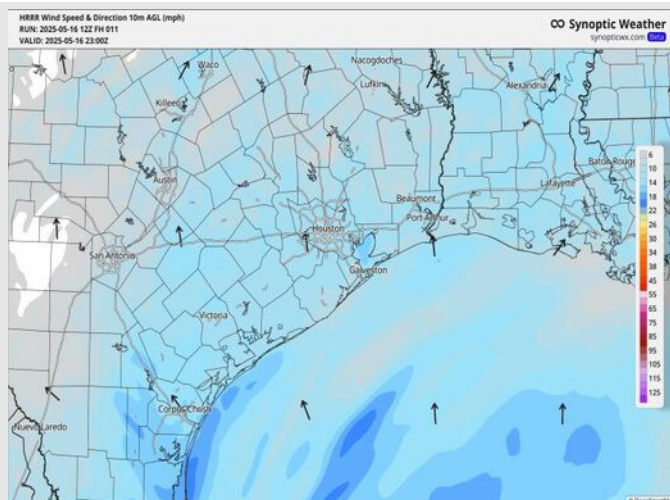 HRRR Wind Speed & Direction 10m AGL (mph)
RUN: 2025-05-16 12Z FH 011
VALID: 2025-05-16 23:00Z
Synoptic Weather
synopticwx.com Beta
Waco
Nacogdoches
Lufkin
Alexandria
Killeen
Austin
Baton Rouge
Lafayette
Beaumont
Port Arthur
Houston
San Antonio
Galveston
Victoria
Corpus Christi
Nuevo Laredo
6
10
14
18
22
26
30
34
38
45
55
65
75
85
95
105
115
125